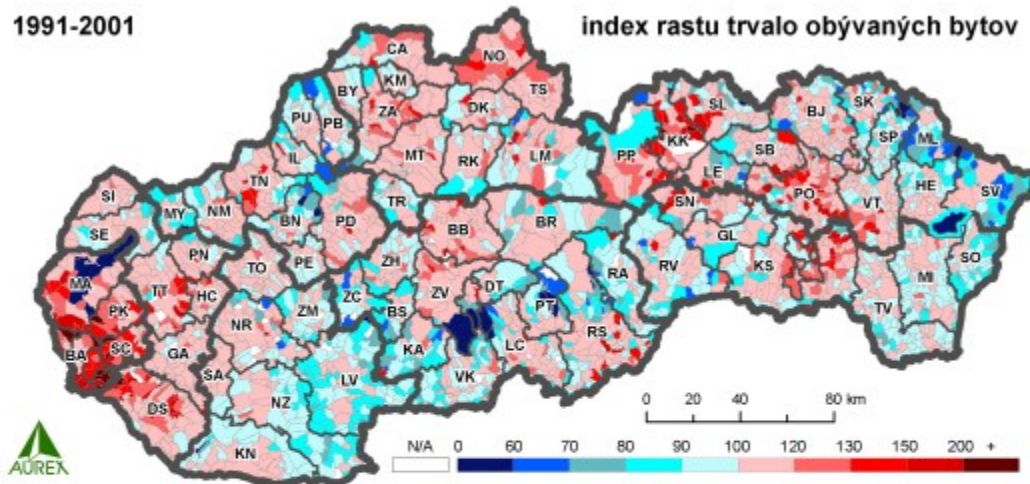 1991-2001
index rastu trvalo obývaných bytov
CA
NO
KM
BY
TS
ZA
DK
PU
PB
SL
BJ
SK
KK
SP
ML
IL
MT
RK
LM
PP
SB
LE
TN
HE
SV
SI
PO
MY
NM
BN
PD
TR
SN
VT
SE
BB
BR
GL
PN
PE
ZH
RV
KS
MI
SO
MA
TO
RA
TT
HC
ZC
ZV
DT
PT
PK
NR
ZM
BS
TV
BA
SC
GA
KA
LC
RS
SA
LV
VK
DS
NZ
KN
0 20 40 80 km
N/A 0 60 70 80 90 100 120 130 150 200 +
AUREX